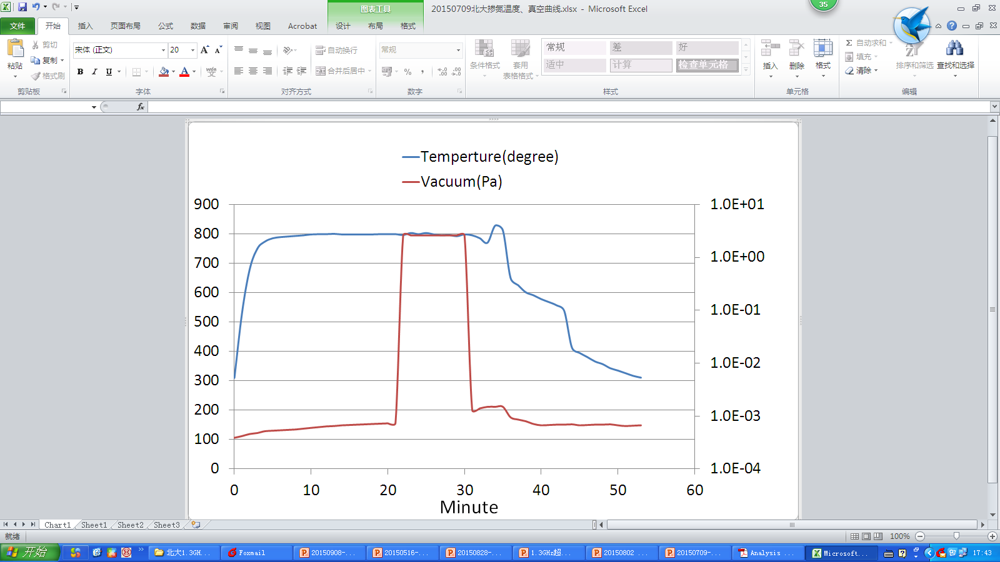 图表工具
20150709北大掺氮温度、真空曲线.xlsx - Microsoft Excel
35
文件 开始 插入 页面布局 公式 数据 审阅 视图 Acrobat 设计 布局 格式
粘贴 剪切 复制 格式刷 剪贴板
宋体 (正文) 20 A A
B I U A 字体
自动换行 合并后居中 对齐方式
常规 % , 数字
条件格式 套用 表格格式
常规 差 好
适中 计算 检查单元格
样式
插入 删除 格式 单元格
Σ 自动求和 填充 清除 排序和筛选 查找和选择 编辑
fx
Temperture(degree)
Vacuum(Pa)
900 1.0E+01
800
700 1.0E+00
600
500 1.0E-01
400
300 1.0E-02
200 1.0E-03
100
0 1.0E-04
0 10 20 30 40 50 60
Minute
Chart1 Sheet1 Sheet2 Sheet3
就绪 100%
开始 北大1.3GH... Foxmail 20150908-... 20150516-... 20150828-... 1.3GHz超... 20150802 ... 20150709-... Analysis ... Microsoft... 17:43